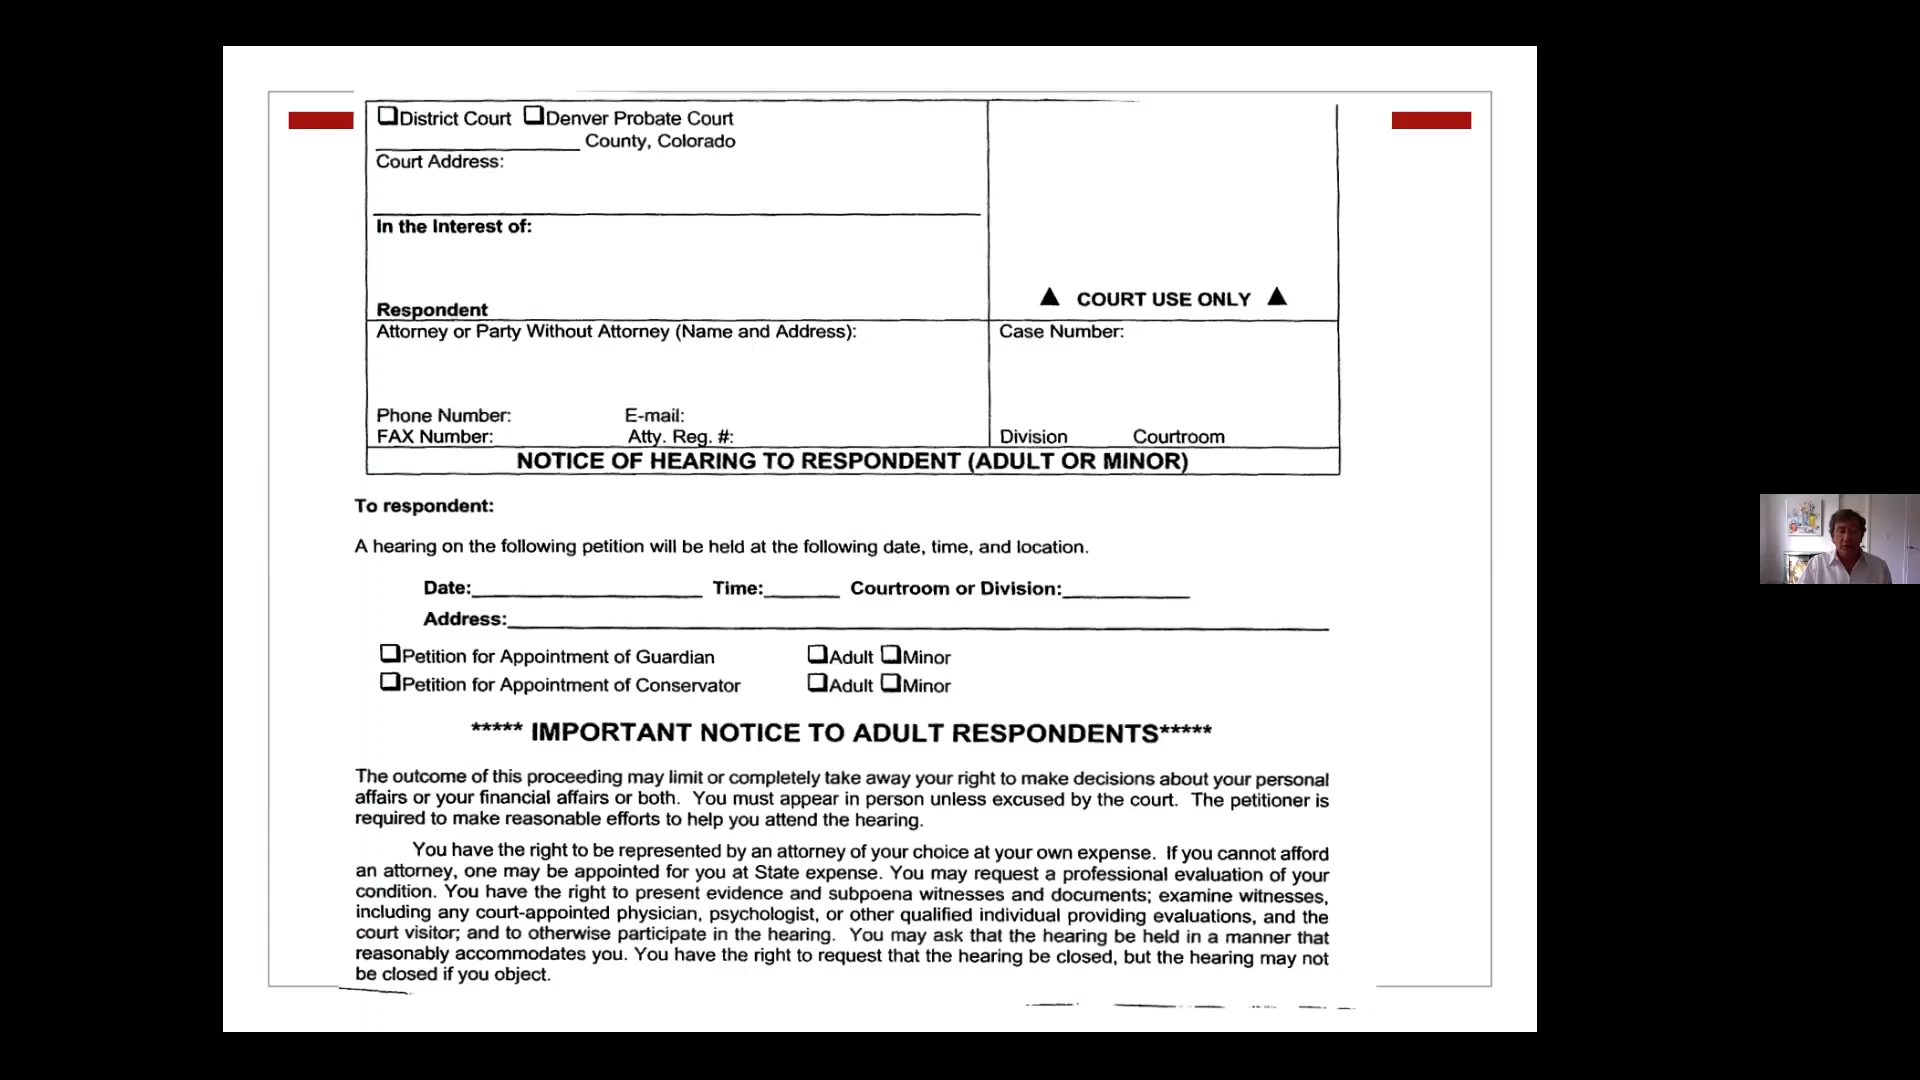 District Court Denver Probate Court
____________________ County, Colorado
Court Address:
In the Interest of:
Respondent
▲ COURT USE ONLY ▲
Attorney or Party Without Attorney (Name and Address):
Phone Number: E-mail:
FAX Number: Atty. Reg. #:
Case Number:
Division Courtroom
NOTICE OF HEARING TO RESPONDENT (ADULT OR MINOR)
To respondent:
A hearing on the following petition will be held at the following date, time, and location.
Date:______________________ Time:_______ Courtroom or Division:____________
Address:________________________________________________________________
Petition for Appointment of Guardian Adult Minor
Petition for Appointment of Conservator Adult Minor
***** IMPORTANT NOTICE TO ADULT RESPONDENTS*****
The outcome of this proceeding may limit or completely take away your right to make decisions about your personal
affairs or your financial affairs or both. You must appear in person unless excused by the court. The petitioner is
required to make reasonable efforts to help you attend the hearing.
You have the right to be represented by an attorney of your choice at your own expense. If you cannot afford
an attorney, one may be appointed for you at State expense. You may request a professional evaluation of your
condition. You have the right to present evidence and subpoena witnesses and documents; examine witnesses,
including any court-appointed physician, psychologist, or other qualified individual providing evaluations, and the
court visitor; and to otherwise participate in the hearing. You may ask that the hearing be held in a manner that
reasonably accommodates you. You have the right to request that the hearing be closed, but the hearing may not
be closed if you object.